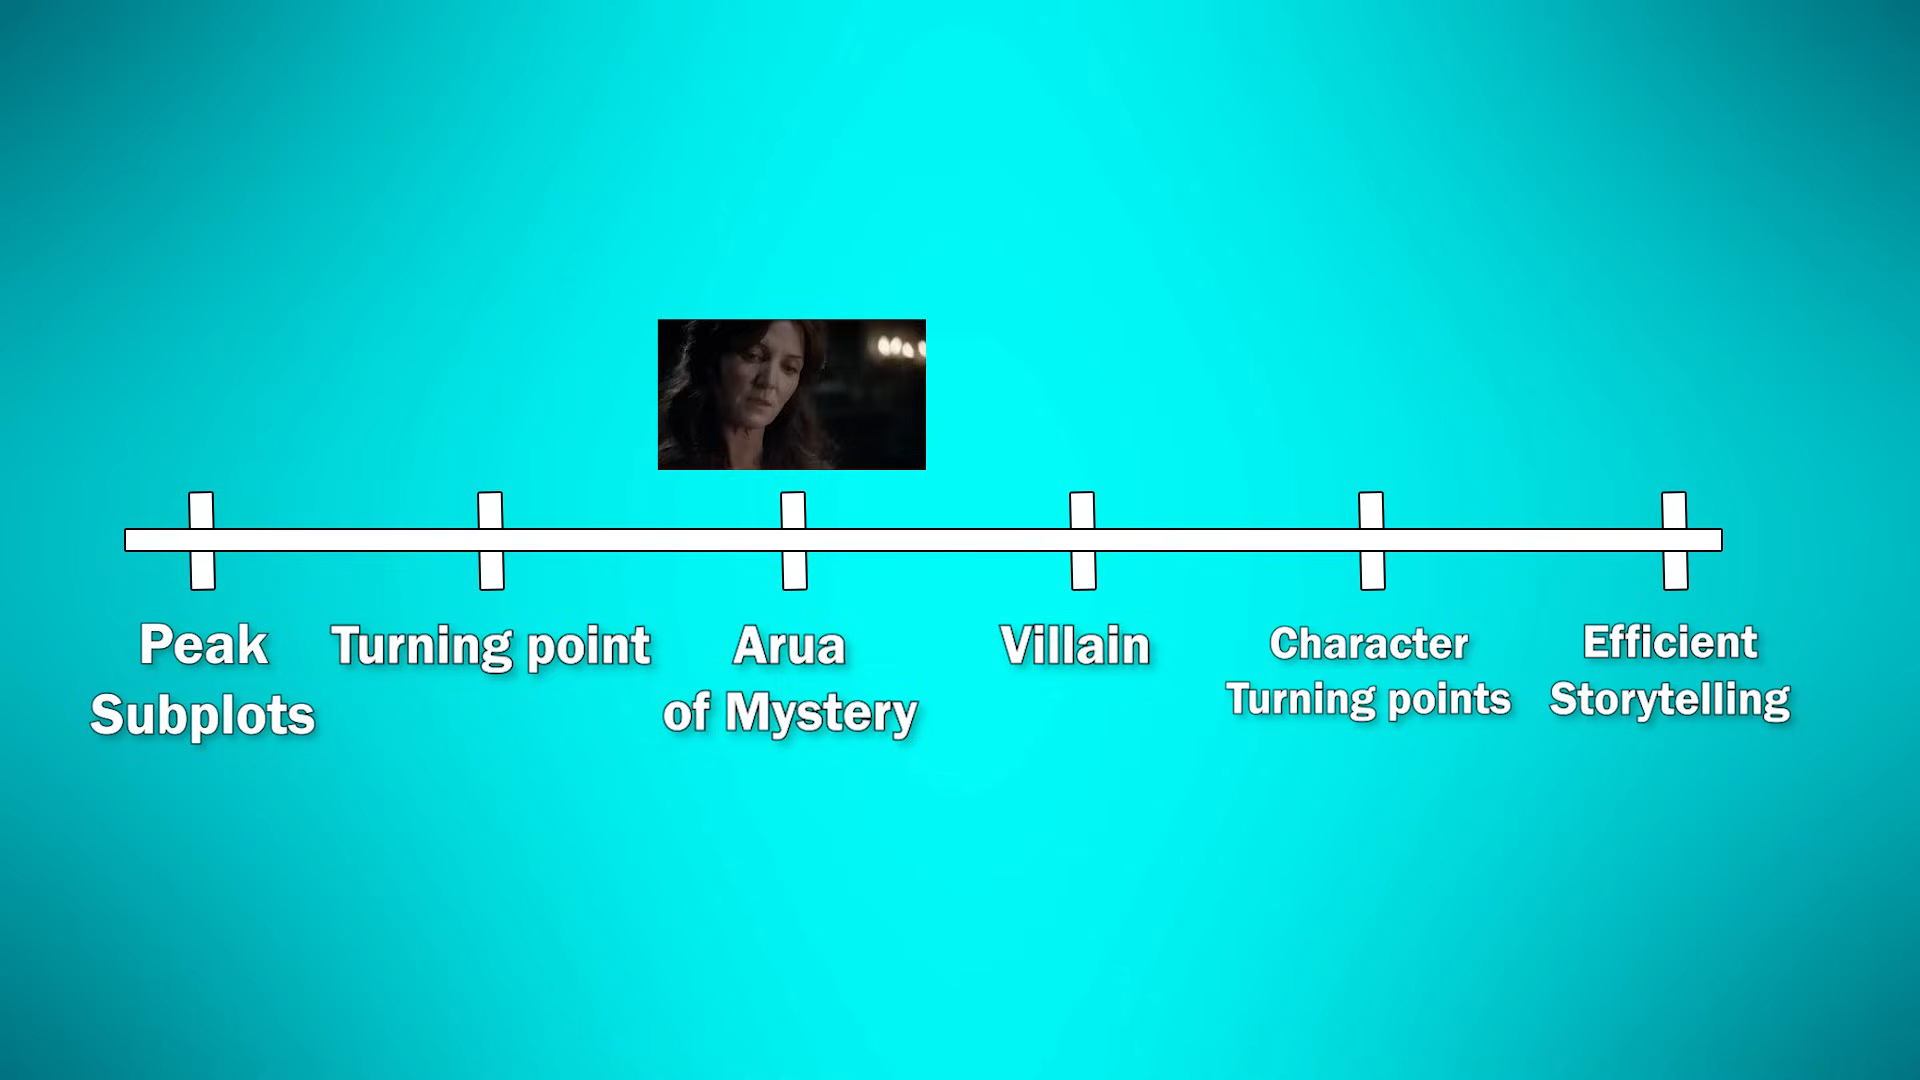 Peak
Subplots
Turning point
Arua
of Mystery
Villain
Character
Turning points
Efficient
Storytelling